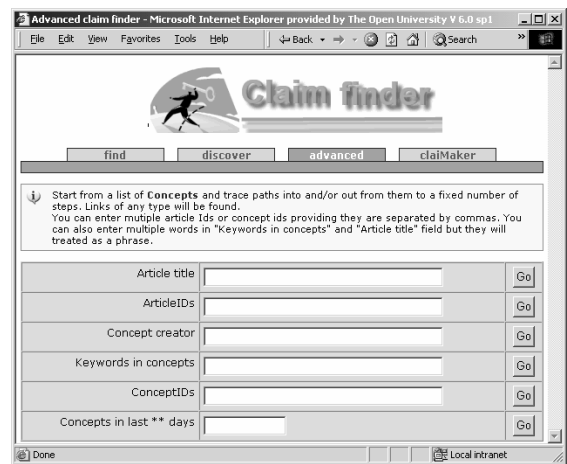 Advanced claim finder - Microsoft Internet Explorer provided by The Open University V 6.0 sp1
File Edit View Favorites Tools Help Back Search »
Claim finder
find discover advanced claiMaker
Start from a list of Concepts and trace paths into and/or out from them to a fixed number of
steps. Links of any type will be found.
You can enter mutiple article Ids or concept ids providing they are separated by commas. You
can also enter multiple words in "Keywords in concepts" and "Article title" field but they will
treated as a phrase.
Article title Go
ArticleIDs Go
Concept creator Go
Keywords in concepts Go
ConceptIDs Go
Concepts in last ** days Go
Done Local intranet